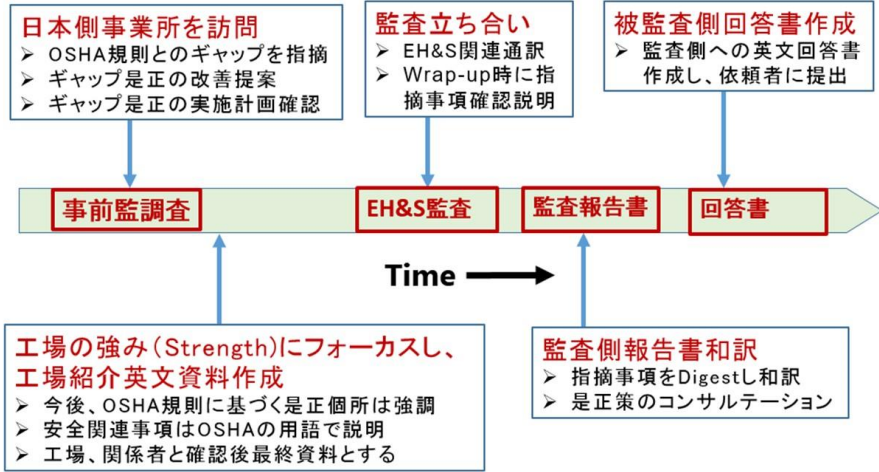 日本側事業所を訪問
➢ OSHA規則とのギャップを指摘
➢ ギャップ是正の改善提案
➢ ギャップ是正の実施計画確認
監査立ち合い
➢ EH&S関連通訳
➢ Wrap-up時に指
摘事項確認説明
被監査側回答書作成
➢ 監査側への英文回答書
作成し、依頼者に提出
事前監調査
EH&S監査
監査報告書
回答書
Time
工場の強み(Strength)にフォーカスし、
工場紹介英文資料作成
➢ 今後、OSHA規則に基づく是正個所は強調
➢ 安全関連事項はOSHAの用語で説明
➢ 工場、関係者と確認後最終資料とする
監査側報告書和訳
➢ 指摘事項をDigestし和訳
➢ 是正策のコンサルテーション